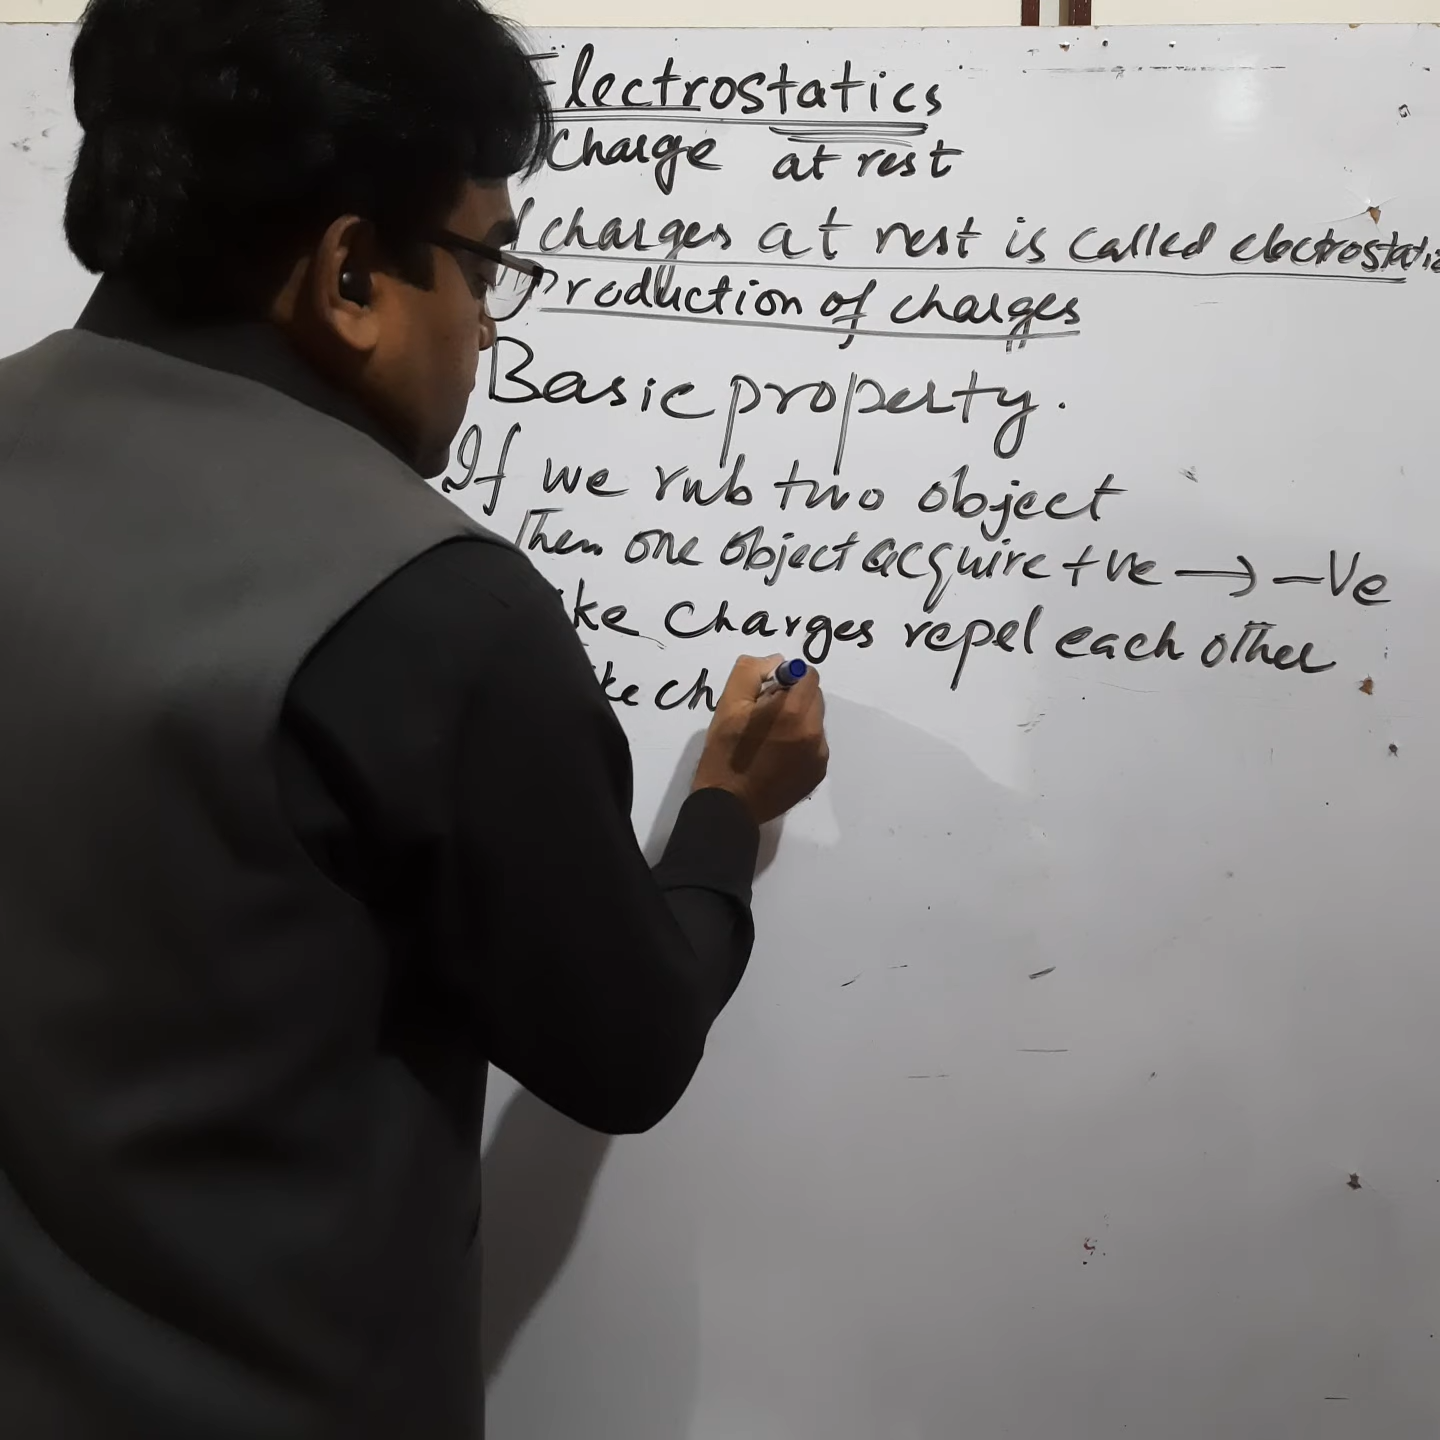 Electrostatics
Charge at rest
f charges at rest is called electrostatic
Production of charges
Basic property.
If we rub two object
Then one object acquire +ve → -Ve
ke Charges repel each other
ke ch